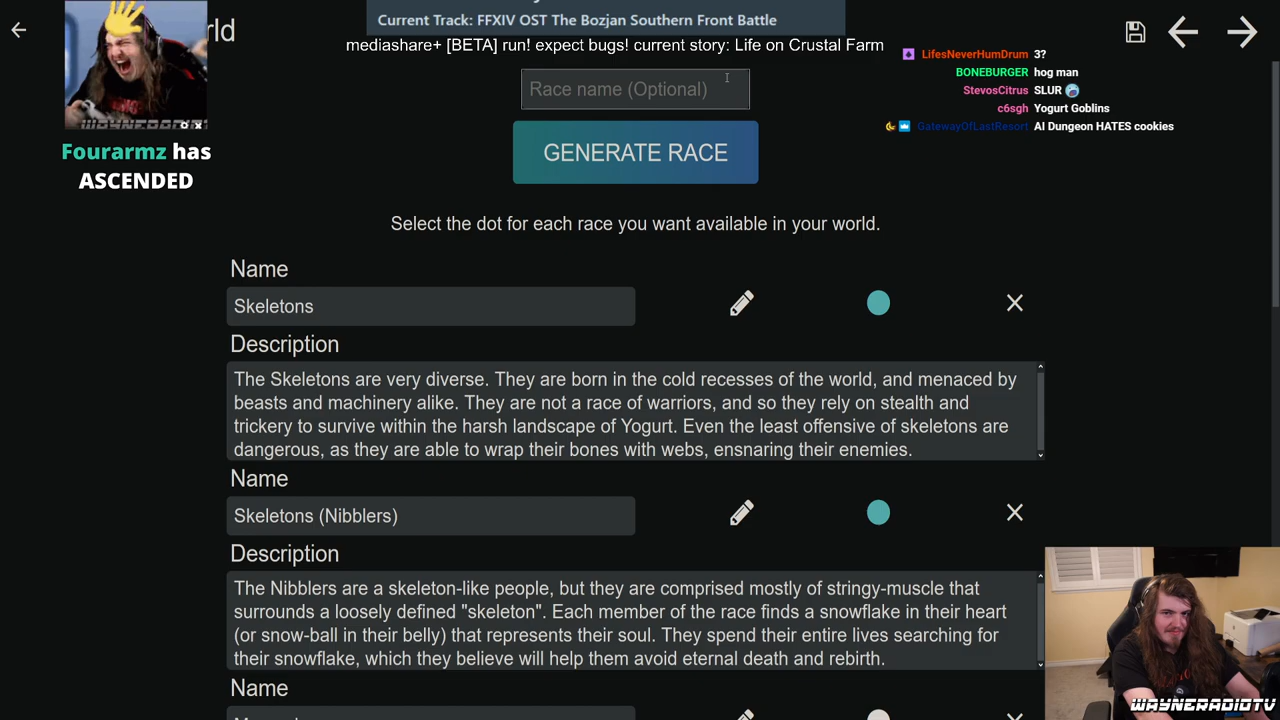 rld
Current Track: FFXIV OST The Bozjan Southern Front Battle
mediashare+ [BETA] run! expect bugs! current story: Life on Crustal Farm
WAYNERADIOTV
Fourarmz has
ASCENDED
LifesNeverHumDrum 3?
BONEBURGER hog man
StevosCitrus SLUR
c6sgh Yogurt Goblins
GatewayOfLastResort AI Dungeon HATES cookies
Race name (Optional)
GENERATE RACE
Select the dot for each race you want available in your world.
Name
Skeletons
Description
The Skeletons are very diverse. They are born in the cold recesses of the world, and menaced by
beasts and machinery alike. They are not a race of warriors, and so they rely on stealth and
trickery to survive within the harsh landscape of Yogurt. Even the least offensive of skeletons are
dangerous, as they are able to wrap their bones with webs, ensnaring their enemies.
Name
Skeletons (Nibblers)
Description
The Nibblers are a skeleton-like people, but they are comprised mostly of stringy-muscle that
surrounds a loosely defined "skeleton". Each member of the race finds a snowflake in their heart
(or snow-ball in their belly) that represents their soul. They spend their entire lives searching for
their snowflake, which they believe will help them avoid eternal death and rebirth.
Name
WAYNERADIOTV